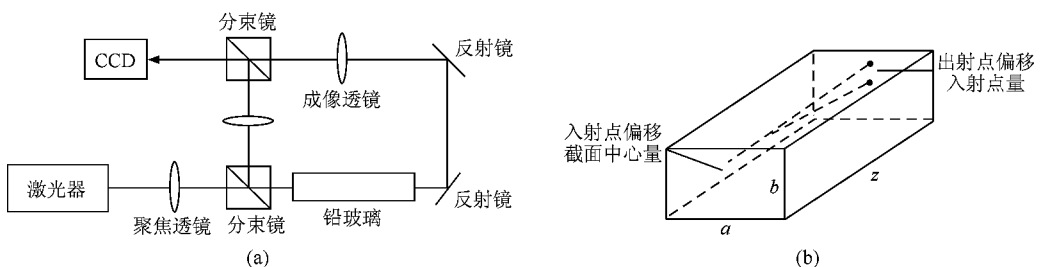 分束镜
反射镜
CCD
成像透镜
激光器
聚焦透镜
分束镜
铅玻璃
反射镜
(a)
出射点偏移
入射点量
入射点偏移
截面中心量
b
z
a
(b)